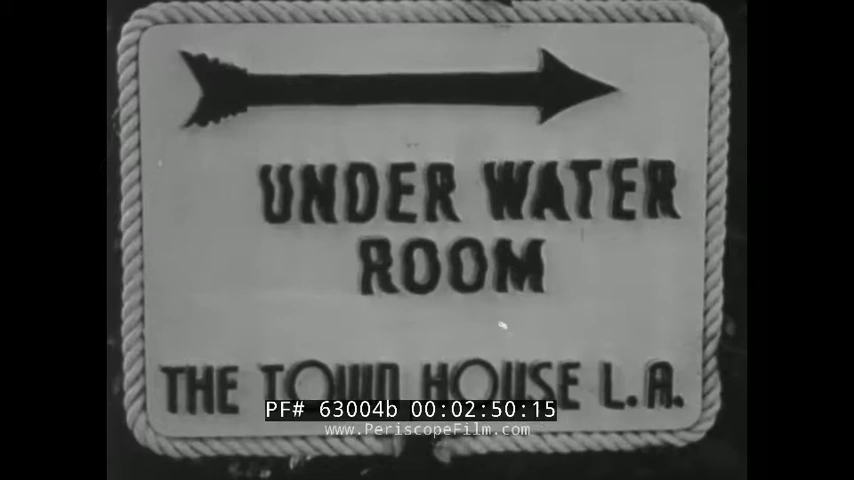 UNDER WATER
ROOM
THE TOWN HOUSE L.A.
PF# 63004b 00:02:50:15
www.PeriscopeFilm.com